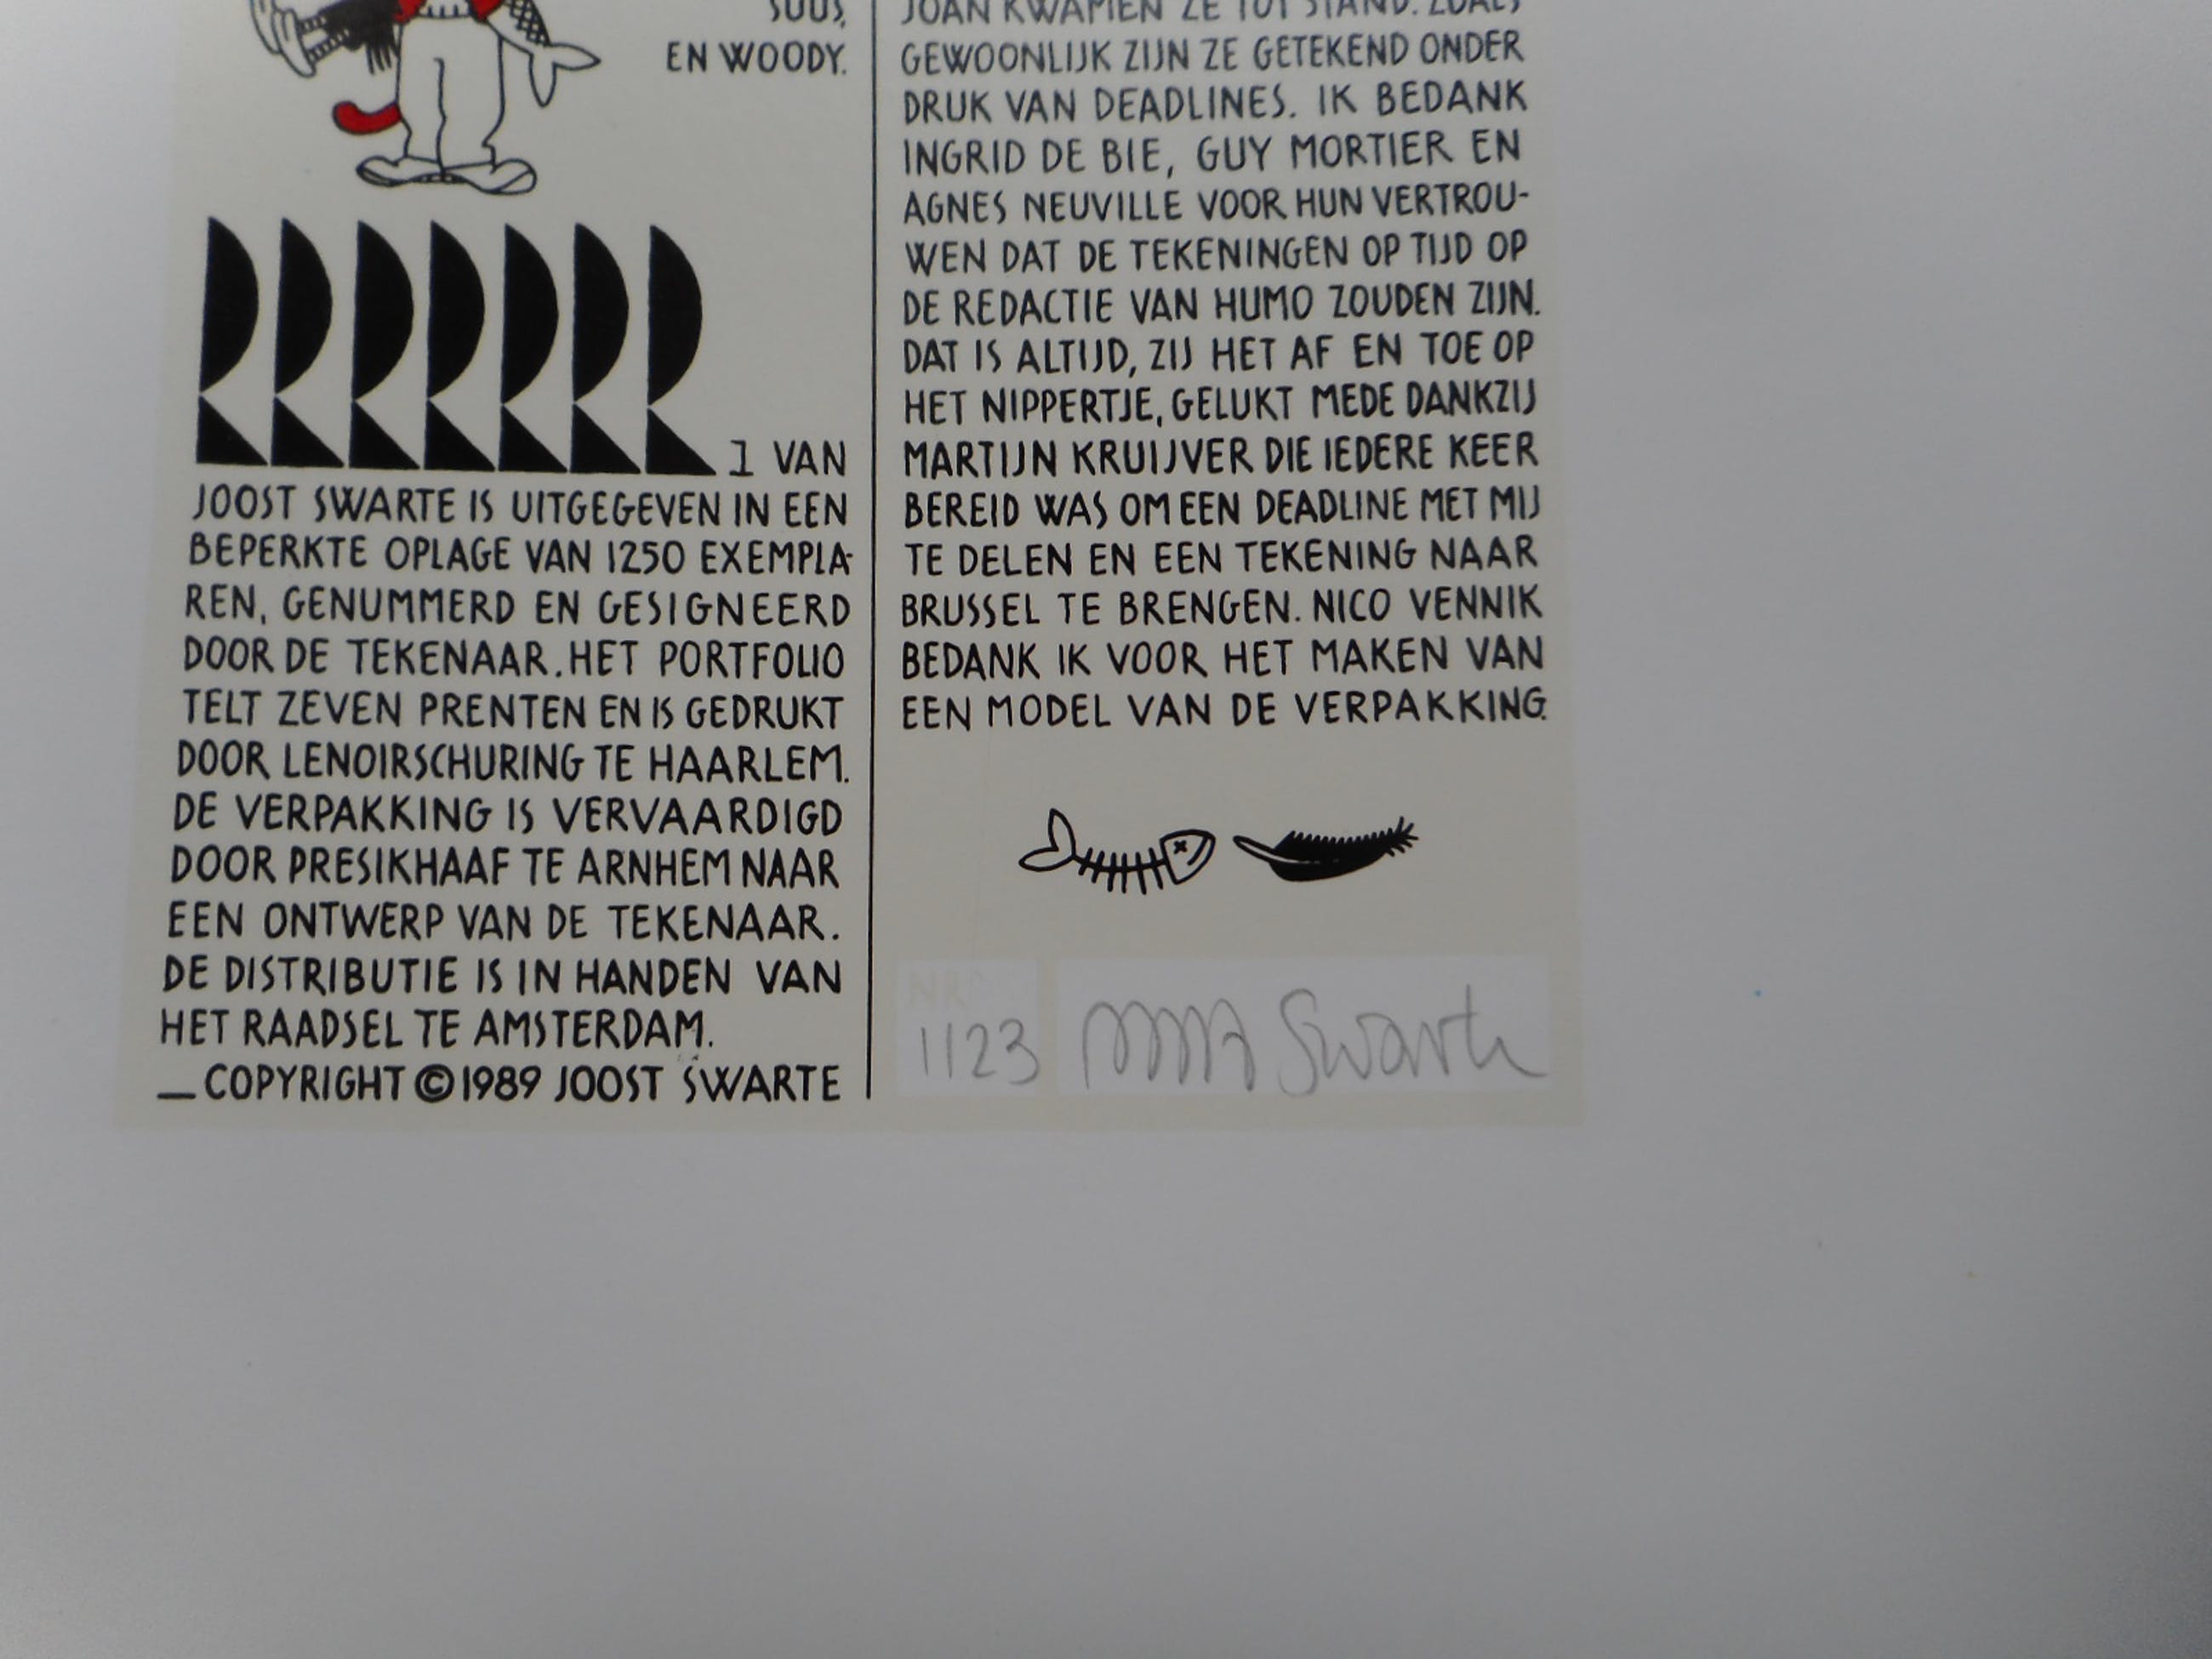 SUUS,
EN WOODY.
RRRRRRR 1 VAN
JOOST SWARTE IS UITGEGEVEN IN EEN
BEPERKTE OPLAGE VAN 1250 EXEMPLA-
REN, GENUMMERD EN GESIGNEERD
DOOR DE TEKENAAR. HET PORTFOLIO
TELT ZEVEN PRENTEN EN IS GEDRUKT
DOOR LENOIRSCHURING TE HAARLEM.
DE VERPAKKING IS VERVAARDIGD
DOOR PRESIKHAAF TE ARNHEM NAAR
EEN ONTWERP VAN DE TEKENAAR.
DE DISTRIBUTIE IS IN HANDEN VAN
HET RAADSEL TE AMSTERDAM.
—COPYRIGHT © 1989 JOOST SWARTE
JOAN KWAMEN ZE TOT STAND. ZOALS
GEWOONLIJK ZIJN ZE GETEKEND ONDER
DRUK VAN DEADLINES. IK BEDANK
INGRID DE BIE, GUY MORTIER EN
AGNES NEUVILLE VOOR HUN VERTROU-
WEN DAT DE TEKENINGEN OP TIJD OP
DE REDACTIE VAN HUMO ZOUDEN ZIJN.
DAT IS ALTIJD, ZIJ HET AF EN TOE OP
HET NIPPERTJE, GELUKT MEDE DANKZIJ
MARTIJN KRUIJVER DIE IEDERE KEER
BEREID WAS OM EEN DEADLINE MET MIJ
TE DELEN EN EEN TEKENING NAAR
BRUSSEL TE BRENGEN. NICO VENNIK
BEDANK IK VOOR HET MAKEN VAN
EEN MODEL VAN DE VERPAKKING.
NR
1123 Swarte